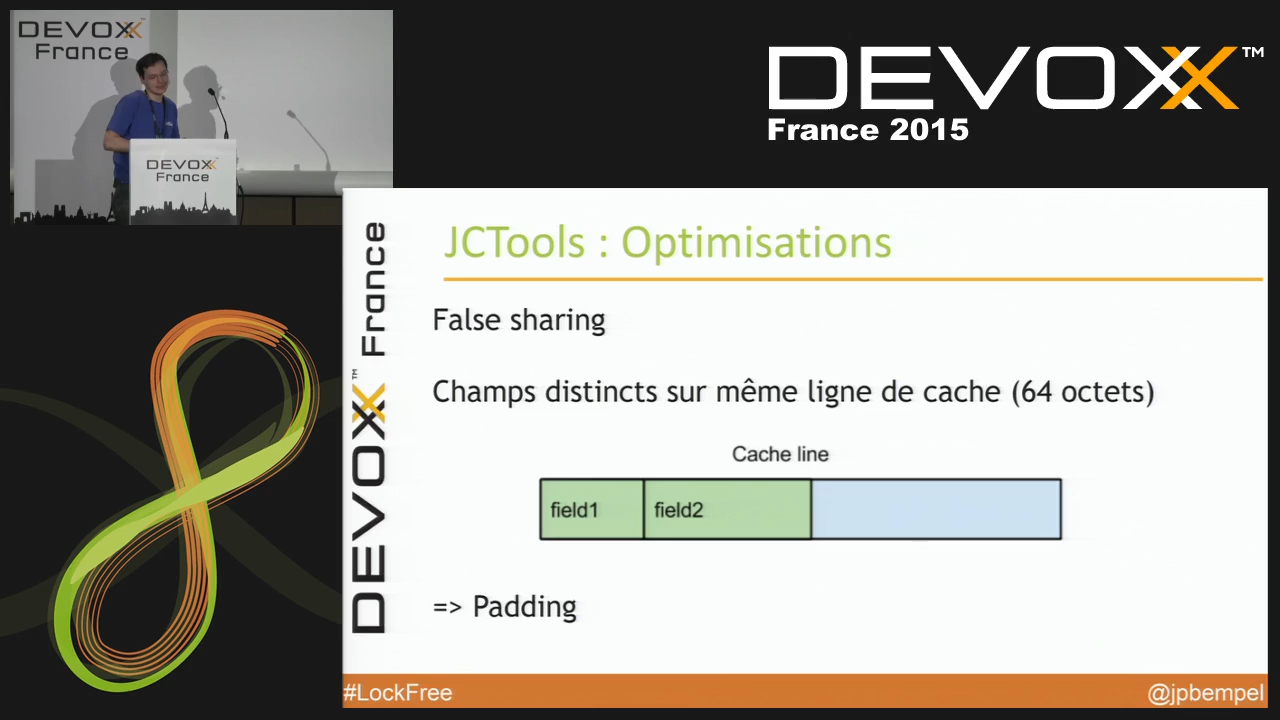 DEVOXX
France
DEVOXX
France
DEVOXX™
France 2015
DEVOXX™ France
JCTools : Optimisations
False sharing
Champs distincts sur même ligne de cache (64 octets)
Cache line
field1
field2
=> Padding
#LockFree
@jpbempel